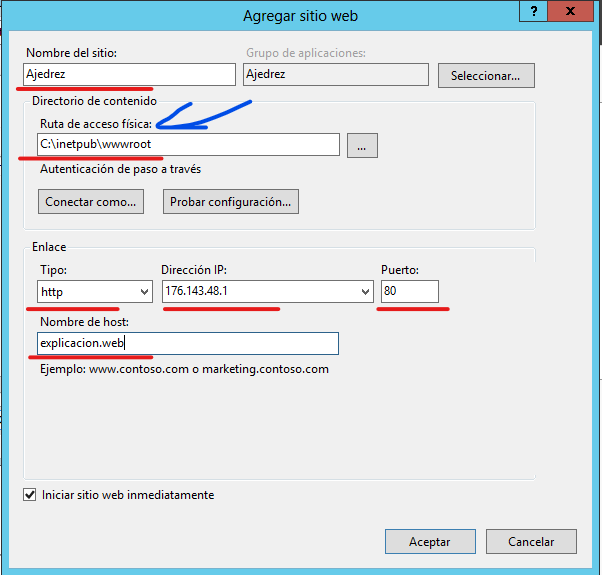 Agregar sitio web
?
Nombre del sitio:
Grupo de aplicaciones:
Ajedrez
Ajedrez
Seleccionar...
Directorio de contenido
Ruta de acceso física:
C:\inetpub\wwwroot
...
Autenticación de paso a través
Conectar como...
Probar configuración...
Enlace
Tipo:
Dirección IP:
Puerto:
http
176.143.48.1
80
Nombre de host:
explicacion.web
Ejemplo: www.contoso.com o marketing.contoso.com
Iniciar sitio web inmediatamente
Aceptar
Cancelar